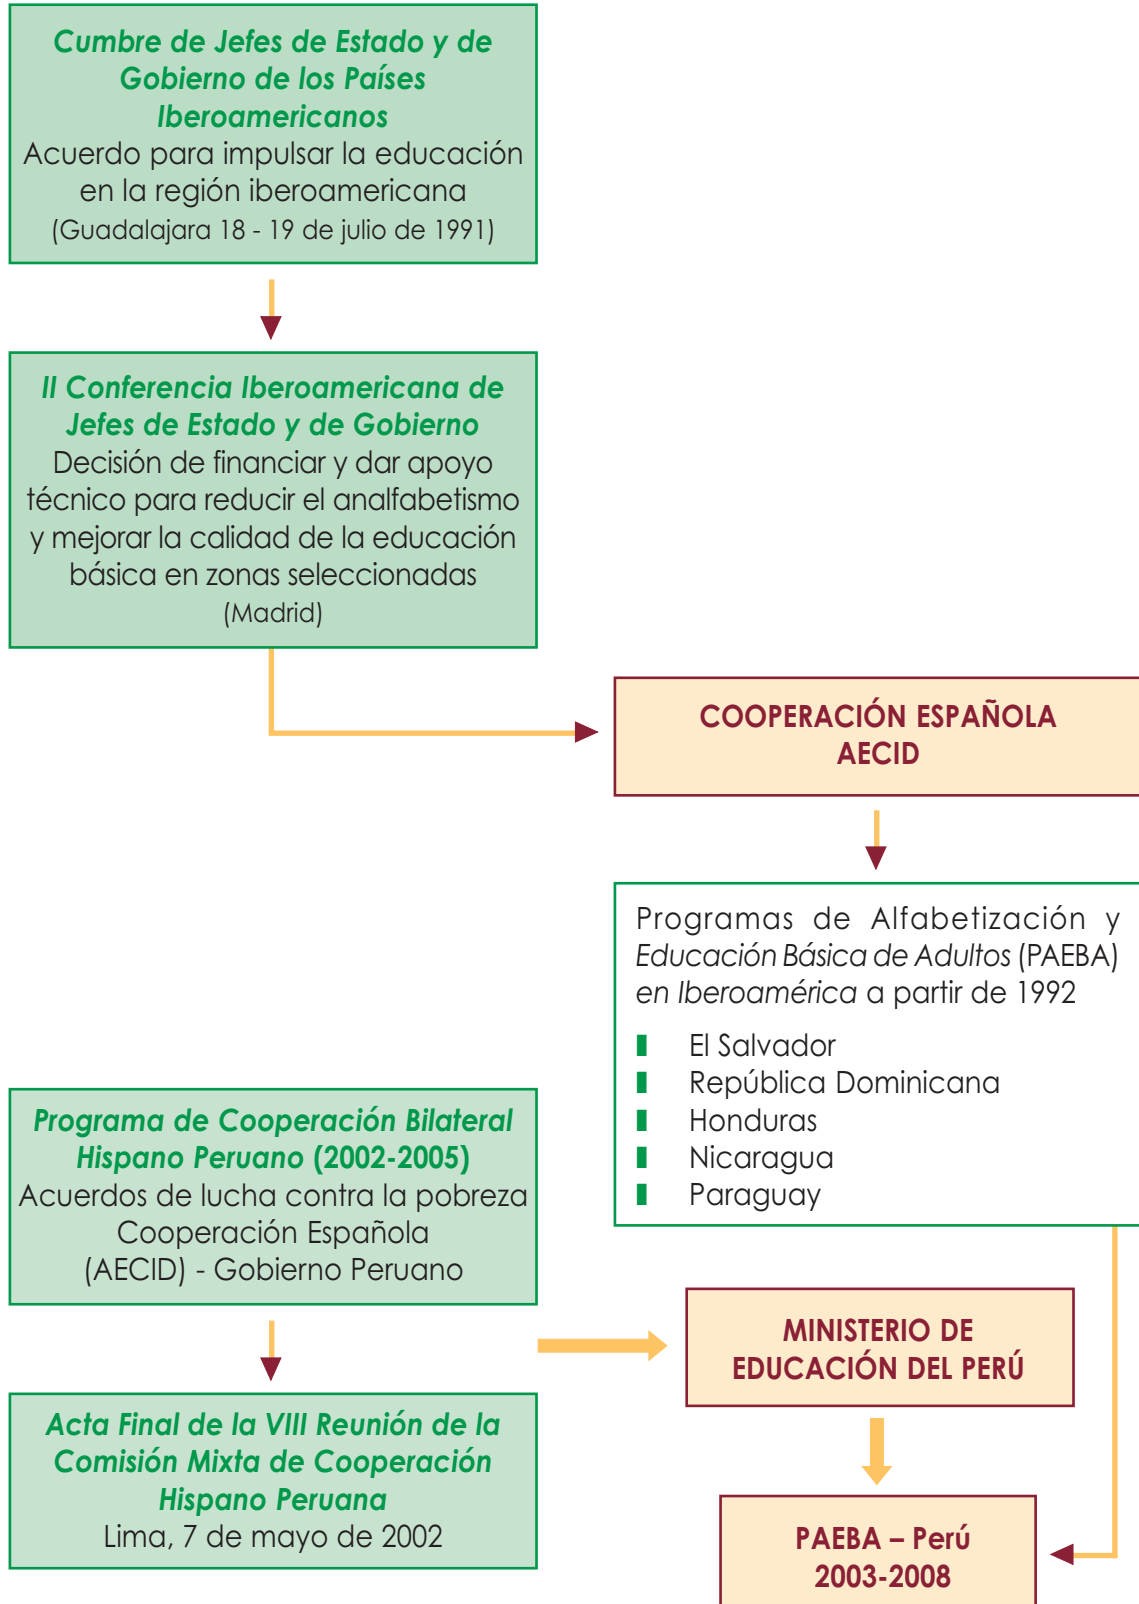 Cumbre de Jefes de Estado y de
Gobierno de los Países
Iberoamericanos
Acuerdo para impulsar la educación
en la región iberoamericana
(Guadalajara 18 - 19 de julio de 1991)
II Conferencia Iberoamericana de
Jefes de Estado y de Gobierno
Decisión de financiar y dar apoyo
técnico para reducir el analfabetismo
y mejorar la calidad de la educación
básica en zonas seleccionadas
(Madrid)
COOPERACIÓN ESPAÑOLA
AECID
Programas de Alfabetización y
Educación Básica de Adultos (PAEBA)
en Iberoamérica a partir de 1992
El Salvador
República Dominicana
Honduras
Nicaragua
Paraguay
Programa de Cooperación Bilateral
Hispano Peruano (2002-2005)
Acuerdos de lucha contra la pobreza
Cooperación Española
(AECID) - Gobierno Peruano
MINISTERIO DE
EDUCACIÓN DEL PERÚ
Acta Final de la VIII Reunión de la
Comisión Mixta de Cooperación
Hispano Peruana
Lima, 7 de mayo de 2002
PAEBA – Perú
2003-2008